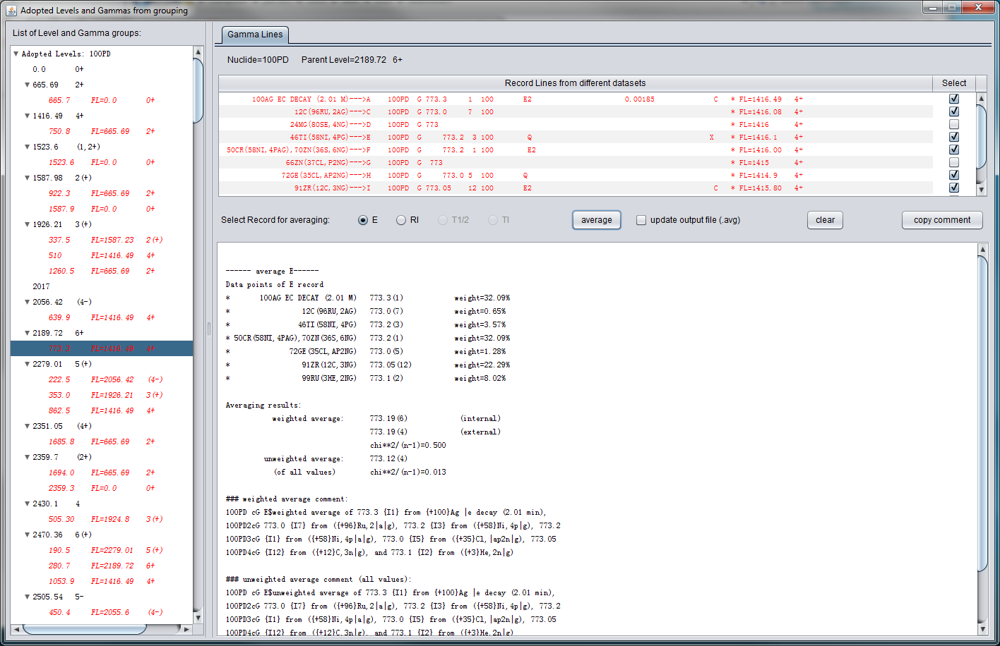 Adopted Levels and Gammas from grouping
List of Level and Gamma groups:
Adopted Levels: 100PD
0.0 0+
665.69 2+
665.7 FL=0.0 0+
1416.49 4+
750.8 FL=665.69 2+
1523.6 (1,2+)
1523.6 FL=0.0 0+
1587.98 2(+)
922.3 FL=665.69 2+
1587.9 FL=0.0 0+
1926.21 3(+)
337.5 FL=1587.23 2(+)
510 FL=1416.49 4+
1260.5 FL=665.69 2+
2017
2056.42 (4-)
639.9 FL=1416.49 4+
2189.72 6+
773.3 FL=1416.49 4+
2279.01 5(+)
222.5 FL=2056.42 (4-)
353.0 FL=1926.21 3(+)
862.5 FL=1416.49 4+
2351.05 (4+)
1685.8 FL=665.69 2+
2359.7 (2+)
1694.0 FL=665.69 2+
2359.3 FL=0.0 0+
2430.1 4
505.30 FL=1924.8 3(+)
2470.36 6(+)
190.5 FL=2279.01 5(+)
280.7 FL=2189.72 6+
1053.9 FL=1416.49 4+
2505.54 5-
450.4 FL=2055.6 (4-)
Gamma Lines
Nuclide=100PD Parent Level=2189.72 6+
Record Lines from different datasets Select
100AG EC DECAY (2.01 M)--->A 100PD G 773.3 1 100 E2 0.00185 C * FL=1416.49 4+
12C(96RU,2AG)--->C 100PD G 773.0 7 100 * FL=1416.08 4+
24MG(80SE,4NG)--->D 100PD G 773 * FL=1416 4+
46TI(58NI,4PG)--->E 100PD G 773.2 3 100 Q X * FL=1416.1 4+
50CR(58NI,4PAG),70ZN(36S,6NG)--->F 100PD G 773.2 1 100 E2 * FL=1416.00 4+
66ZN(37CL,P2NG)--->G 100PD G 773 * FL=1415 4+
72GE(35CL,AP2NG)--->H 100PD G 773.0 5 100 Q * FL=1414.9 4+
91ZR(12C,3NG)--->I 100PD G 773.05 12 100 E2 C * FL=1415.80 4+
Select Record for averaging: E RI T1/2 TI average update output file (.avg) clear copy comment
------ average E------
Data points of E record
* 100AG EC DECAY (2.01 M) 773.3(1) weight=32.09%
* 12C(96RU,2AG) 773.0(7) weight=0.65%
* 46TI(58NI,4PG) 773.2(3) weight=3.57%
* 50CR(58NI,4PAG),70ZN(36S,6NG) 773.2(1) weight=32.09%
* 72GE(35CL,AP2NG) 773.0(5) weight=1.28%
* 91ZR(12C,3NG) 773.05(12) weight=22.29%
* 99RU(3HE,2NG) 773.1(2) weight=8.02%
Averaging results:
weighted average: 773.19(6) (internal)
773.19(4) (external)
chi**2/(n-1)=0.500
unweighted average: 773.12(4)
(of all values) chi**2/(n-1)=0.013
### weighted average comment:
100PD cG E$weighted average of 773.3 {I1} from {+100}Ag |e decay (2.01 min),
100PD2cG 773.0 {I7} from ({+96}Ru,2|a|g), 773.2 {I3} from ({+58}Ni,4p|g), 773.2
100PD3cG {I1} from ({+58}Ni,4p|a|g), 773.0 {I5} from ({+35}Cl,|ap2n|g), 773.05
100PD4cG {I12} from ({+12}C,3n|g), and 773.1 {I2} from ({+3}He,2n|g)
### unweighted average comment (all values):
100PD cG E$unweighted average of 773.3 {I1} from {+100}Ag |e decay (2.01 min),
100PD2cG 773.0 {I7} from ({+96}Ru,2|a|g), 773.2 {I3} from ({+58}Ni,4p|g), 773.2
100PD3cG {I1} from ({+58}Ni,4p|a|g), 773.0 {I5} from ({+35}Cl,|ap2n|g), 773.05
100PD4cG {I12} from ({+12}C,3n|g), and 773.1 {I2} from ({+3}He,2n|g)